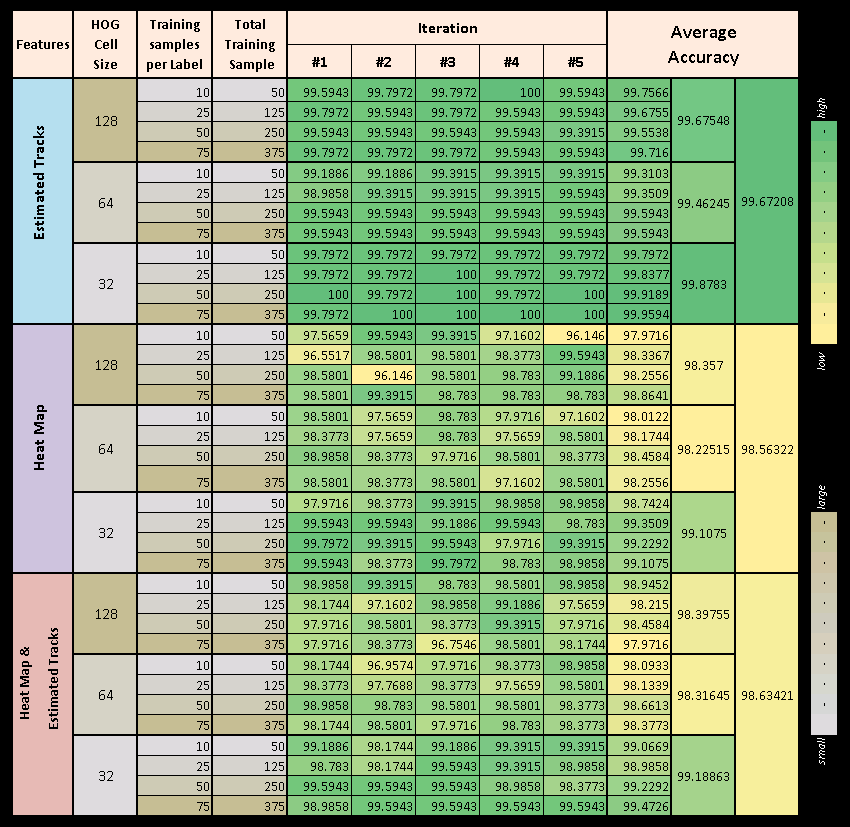 Features HOG Cell Size Training samples per Label Total Training Sample Iteration Average Accuracy
#1 #2 #3 #4 #5
Estimated Tracks 128 10 50 99.5943 99.7972 99.7972 100 99.5943 99.7566 99.67548 99.67208
25 125 99.7972 99.7972 99.5943 99.5943 99.5943 99.6755
50 250 99.5943 99.5943 99.5943 99.5943 99.3915 99.5538
75 375 99.7972 99.7972 99.7972 99.5943 99.5943 99.716
64 10 50 99.1886 99.1886 99.3915 99.3915 99.3915 99.3103 99.46245
25 125 98.9858 99.3915 99.3915 99.3915 99.5943 99.3509
50 250 99.5943 99.5943 99.5943 99.5943 99.5943 99.5943
75 375 99.5943 99.5943 99.5943 99.5943 99.5943 99.5943
32 10 50 99.7972 99.7972 99.7972 99.7972 99.7972 99.7972 99.8783
25 125 99.7972 99.7972 100 99.7972 99.7972 99.8377
50 250 100 99.7972 100 99.7972 100 99.9189
75 375 99.7972 100 100 100 100 99.9594
Heat Map 128 10 50 97.5659 99.5943 99.3915 97.1602 96.146 97.9716 98.357 98.56322
25 125 96.5517 98.5801 98.5801 98.3773 99.5943 98.3367
50 250 98.5801 96.146 98.5801 98.783 99.1886 98.2556
75 375 98.5801 99.3915 98.783 98.783 98.783 98.8641
64 10 50 98.5801 97.5659 98.783 97.9716 97.1602 98.0122 98.22515
25 125 98.3773 97.5659 98.783 97.5659 98.5801 98.1744
50 250 98.9858 98.3773 97.9716 98.5801 98.3773 98.4584
75 375 98.5801 98.3773 98.5801 97.1602 98.5801 98.2556
32 10 50 97.9716 98.3773 99.3915 98.9858 98.9858 98.7424 99.1075
25 125 99.5943 99.5943 99.1886 99.5943 98.783 99.3509
50 250 99.7972 99.3915 99.5943 97.9716 99.3915 99.2292
75 375 99.5943 98.3773 99.7972 98.783 98.9858 99.1075
Heat Map & Estimated Tracks 128 10 50 98.9858 99.3915 98.783 98.5801 98.9858 98.9452 98.39755 98.63421
25 125 98.1744 97.1602 98.9858 99.1886 97.5659 98.215
50 250 97.9716 98.5801 98.3773 99.3915 97.9716 98.4584
75 375 97.9716 98.3773 96.7546 98.5801 98.1744 97.9716
64 10 50 98.1744 96.9574 97.9716 98.3773 98.9858 98.0933 98.31645
25 125 98.3773 97.7688 98.3773 97.5659 98.5801 98.1339
50 250 98.9858 98.783 98.5801 98.5801 98.3773 98.6613
75 375 98.1744 98.5801 97.9716 98.783 98.3773 98.3773
32 10 50 99.1886 98.1744 99.1886 99.3915 99.3915 99.0669 99.18863
25 125 98.783 98.1744 99.5943 99.3915 98.9858 98.9858
50 250 99.5943 99.5943 99.5943 98.9858 98.3773 99.2292
75 375 98.9858 99.5943 99.5943 99.5943 99.5943 99.4726
high
low
large
small